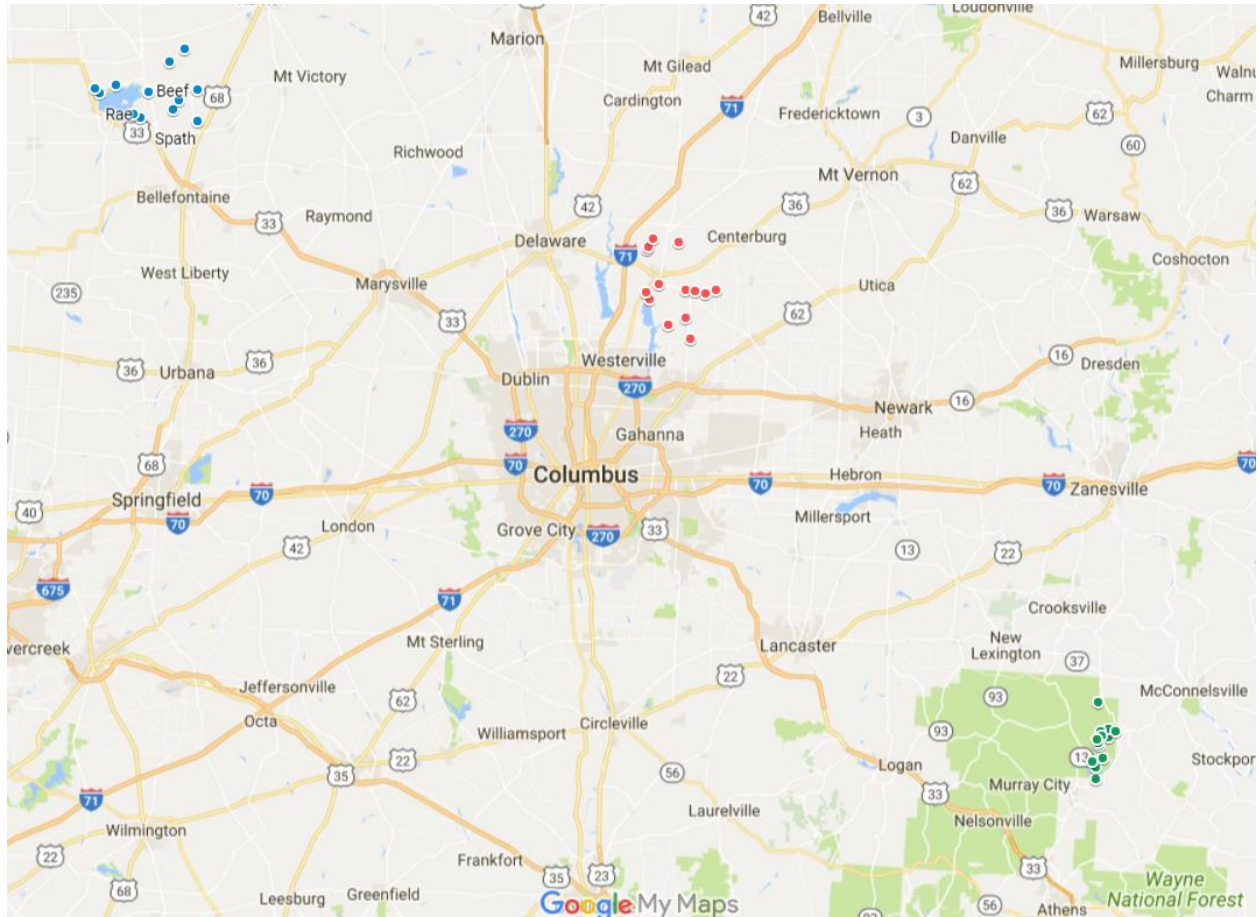 Marion
42
Bellville
Loudonville
Mt Victory
Mt Gilead
Millersburg
Walnu
Charm
Beef
68
Cardington
71
Fredericktown
3
62
Rae
33
Spath
Danville
60
Richwood
Mt Vernon
62
Bellefontaine
42
36
36
Warsaw
Raymond
33
Delaware
Centerburg
71
Coshocton
West Liberty
Marysville
Utica
235
33
62
36
36
Urbana
Westerville
16
Dresden
Dublin
270
Newark
16
270
Gahanna
Heath
68
70
Columbus
Hebron
70
70
70
Springfield
70
Zanesville
40
70
London
Grove City
270
33
Millersport
42
13
22
675
71
Crooksville
Mt Sterling
Lancaster
New
Lexington
vercreek
37
22
Jeffersonville
62
93
McConnelsville
Octa
Circleville
Williamsport
93
22
13
Stockpor
35
56
Logan
Murray City
71
33
Laurelville
Wilmington
Nelsonville
22
Frankfort
33
35
23
Wayne
National Forest
68
Leesburg
Greenfield
56
Athens
Google My Maps